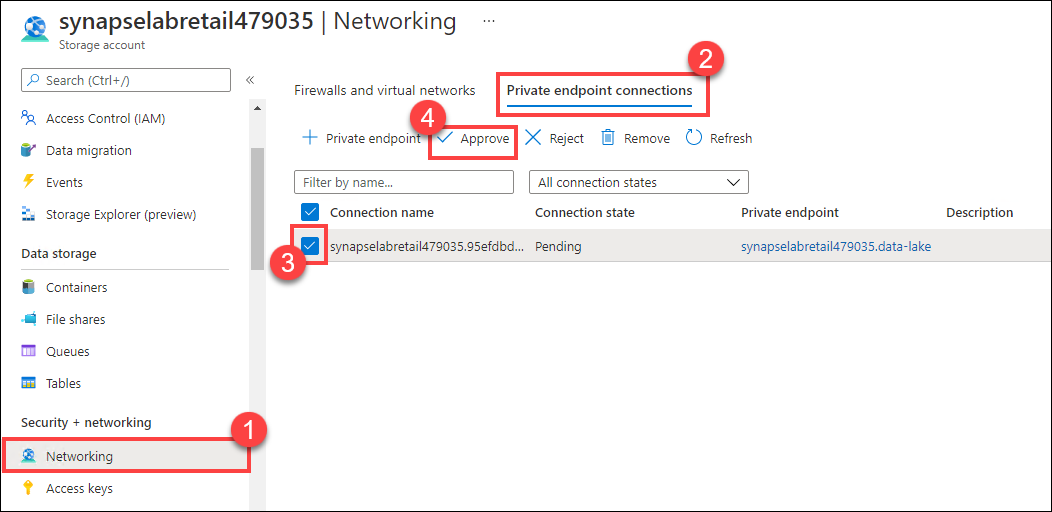 synapselabretail479035 | Networking ...
Storage account
Search (Ctrl+/) «
Access Control (IAM)
Data migration
Events
Storage Explorer (preview)
Data storage
Containers
File shares
Queues
Tables
Security + networking
1
Networking
Access keys
2
Firewalls and virtual networks Private endpoint connections
4
Private endpoint Approve Reject Remove Refresh
Filter by name... All connection states
Connection name Connection state Private endpoint Description
synapselabretail479035.95efdbd... Pending synapselabretail479035.data-lake
3